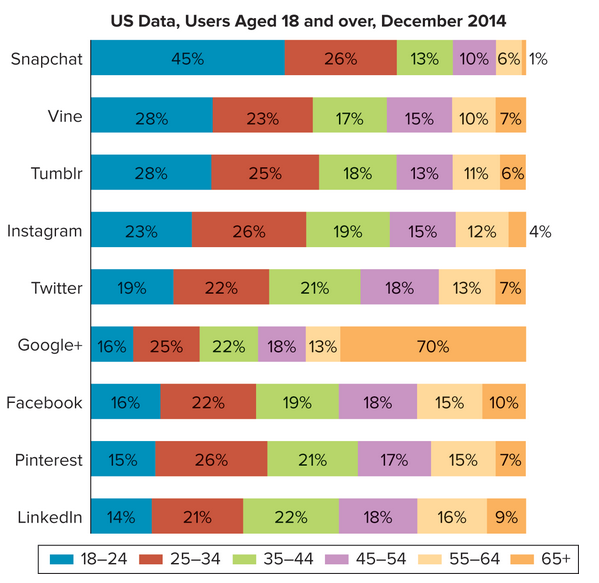 US Data, Users Aged 18 and over, December 2014
Snapchat 45% 26% 13% 10% 6% 1%
Vine 28% 23% 17% 15% 10% 7%
Tumblr 28% 25% 18% 13% 11% 6%
Instagram 23% 26% 19% 15% 12% 4%
Twitter 19% 22% 21% 18% 13% 7%
Google+ 16% 25% 22% 18% 13% 70%
Facebook 16% 22% 19% 18% 15% 10%
Pinterest 15% 26% 21% 17% 15% 7%
LinkedIn 14% 21% 22% 18% 16% 9%
18–24 25–34 35–44 45–54 55–64 65+